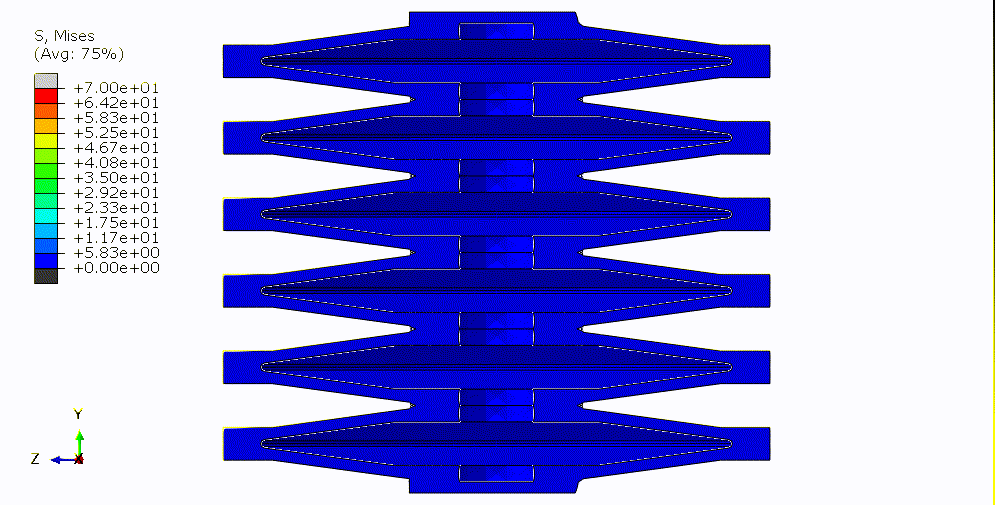 S, Mises
(Avg: 75%)
+7.00e+01
+6.42e+01
+5.83e+01
+5.25e+01
+4.67e+01
+4.08e+01
+3.50e+01
+2.92e+01
+2.33e+01
+1.75e+01
+1.17e+01
+5.83e+00
+0.00e+00
Y
Z
X